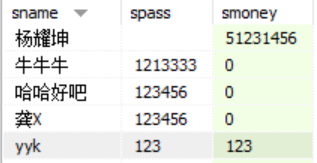 sname spass smoney
杨耀坤 51231456
牛牛牛 1213333 0
哈哈好吧 123456 0
龚X 123456 0
yyk 123 123